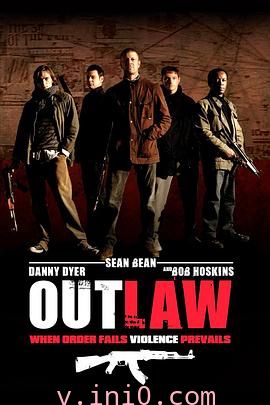 SEAN BEAN
DANNY DYER AND BOB HOSKINS
OUTLAW
WHEN ORDER FAILS VIOLENCE PREVAILS
v.ini0.com